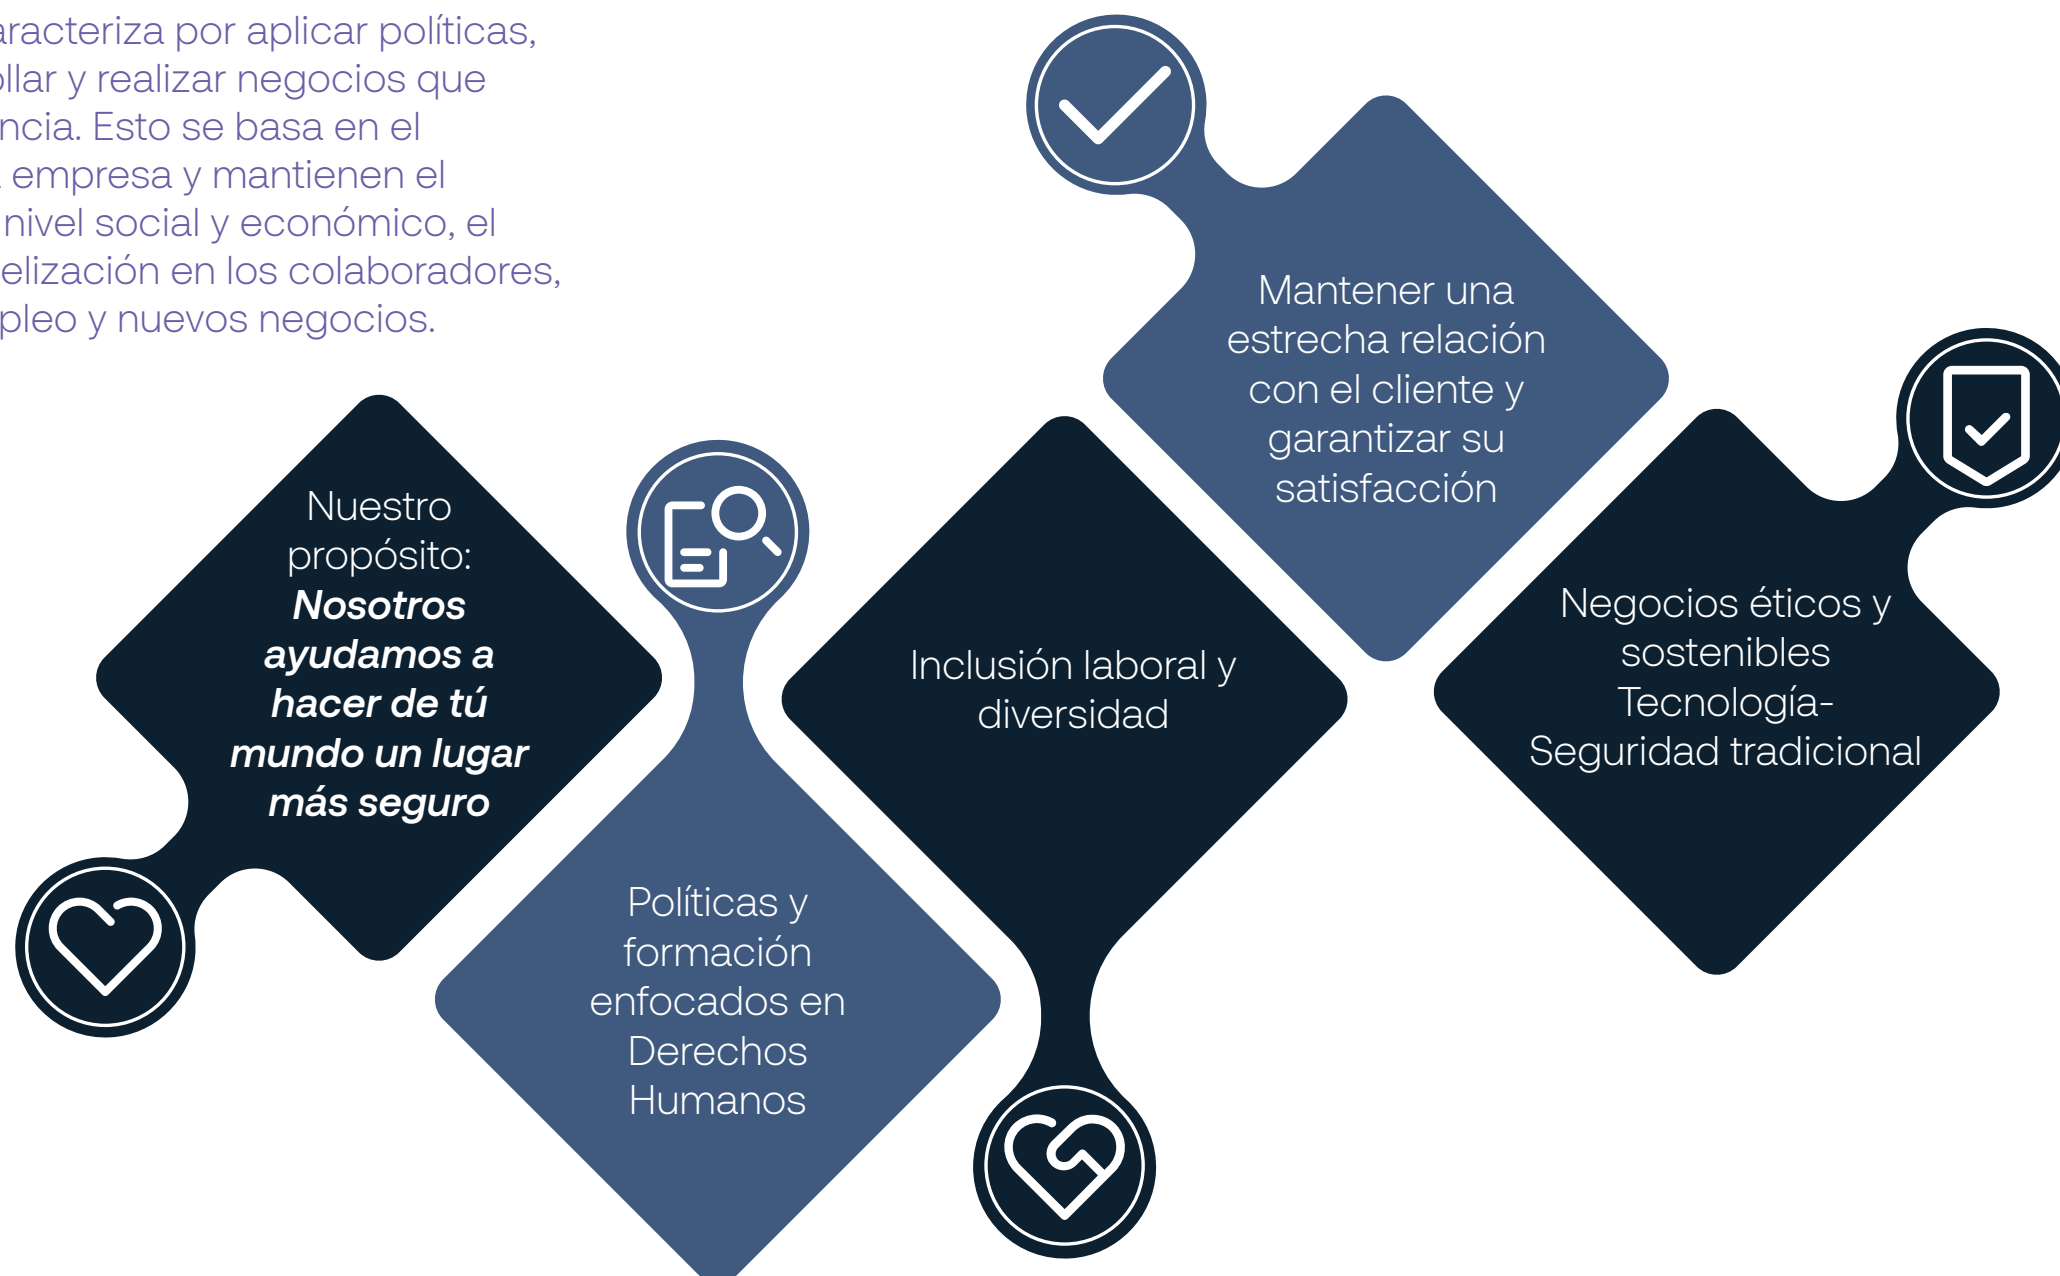 aracteriza por aplicar políticas,
ollar y realizar negocios que
encia. Esto se basa en el
empresa y mantienen el
nivel social y económico, el
elización en los colaboradores,
pleo y nuevos negocios.
Nuestro
propósito:
Nosotros
ayudamos a
hacer de tú
mundo un lugar
más seguro
Políticas y
formación
enfocados en
Derechos
Humanos
Inclusión laboral y
diversidad
Mantener una
estrecha relación
con el cliente y
garantizar su
satisfacción
Negocios éticos y
sostenibles
Tecnología-
Seguridad tradicional